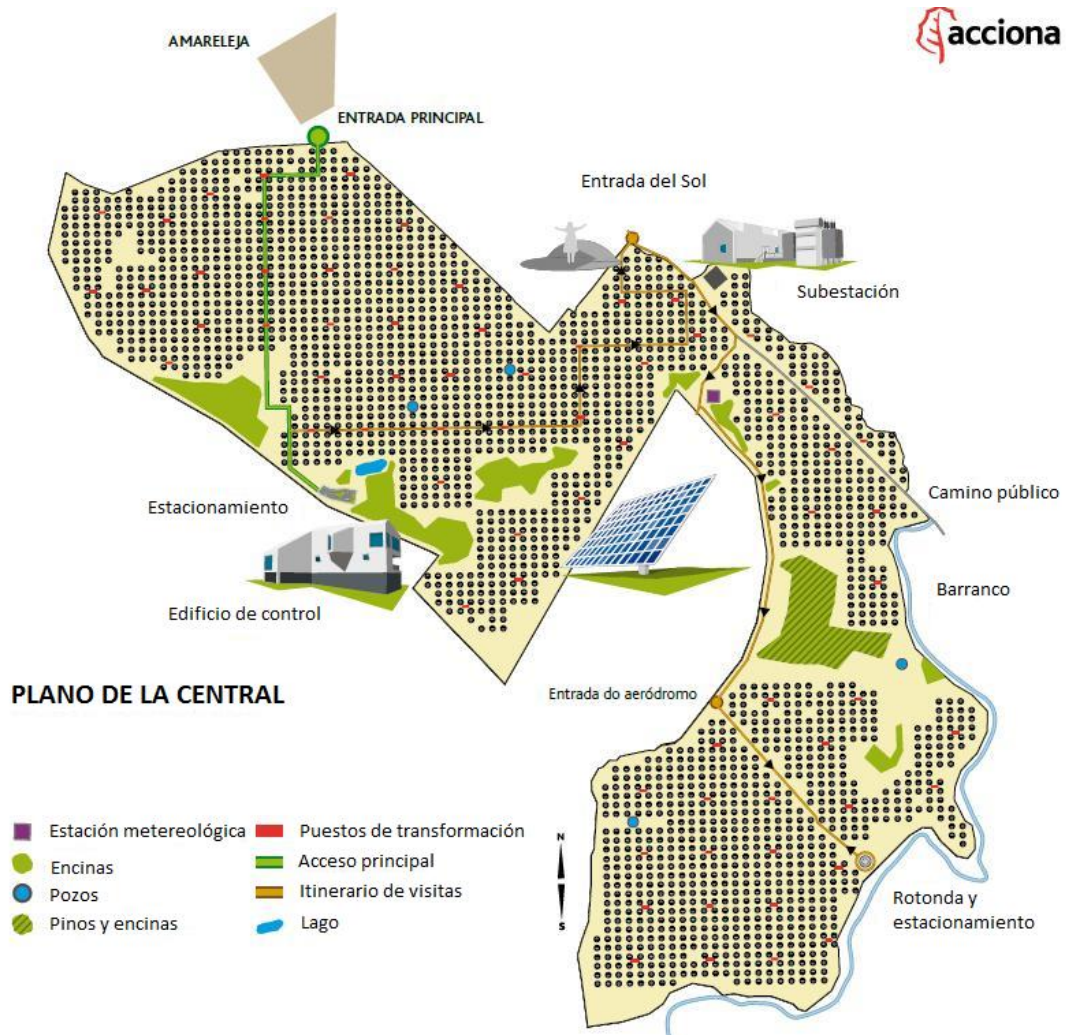 acciona
AMARELEJA
ENTRADA PRINCIPAL
Entrada del Sol
Subestación
Camino público
Estacionamiento
Barranco
Edificio de control
PLANO DE LA CENTRAL
Entrada do aeródromo
Estación metereológica
Puestos de transformación
Encinas
Acceso principal
Pozos
Itinerario de visitas
Pinos y encinas
Lago
N
S
Rotonda y
estacionamiento